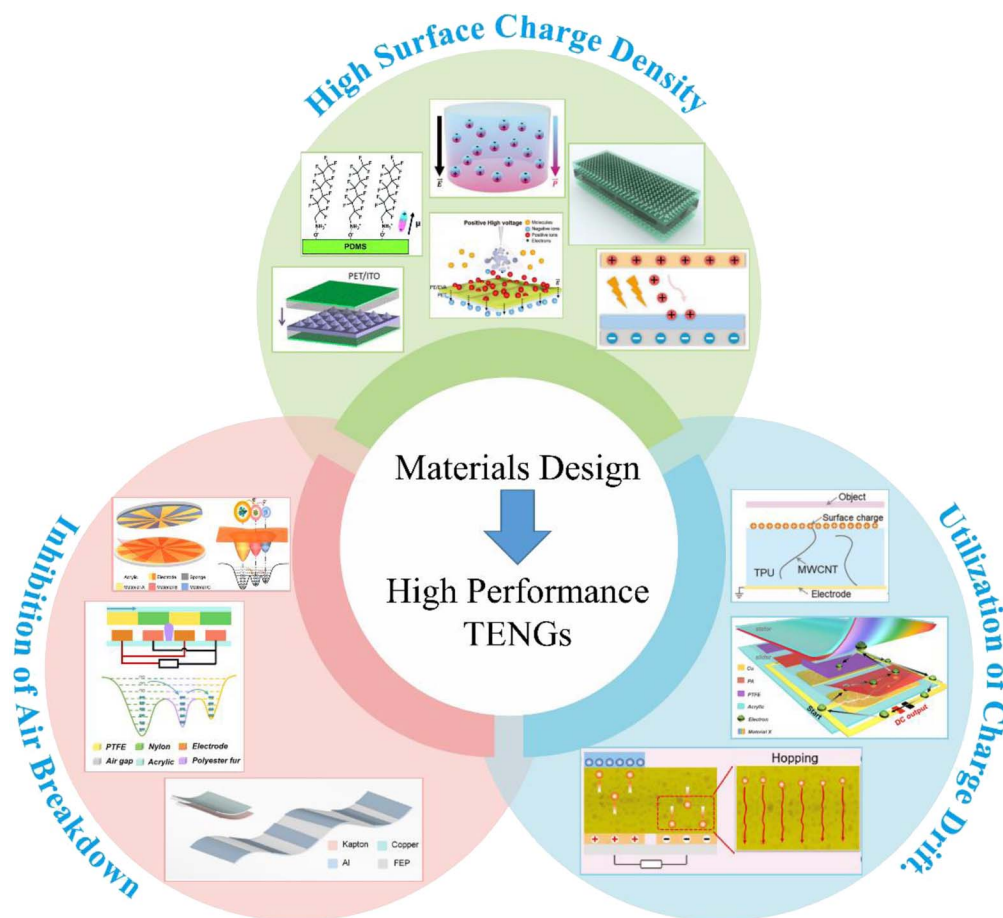 High Surface Charge Density
E
P
μ
PDMS
Positive High voltage
Molecules
Negative ions
Positive ions
Electrons
PET/ITO
Materials Design
High Performance
TENGs
Inhibition of Air Breakdown
Acrylic Electrode Sponge
PTFE Nylon Electrode
Air gap Acrylic Polyester fur
Kapton Copper
Al FEP
Utilization or Charge Drift.
Object
Surface charge
TPU
MWCNT
Electrode
Cu
PA
PTFE
Acrylic
Electron
Material X
Start
DC output
Hopping